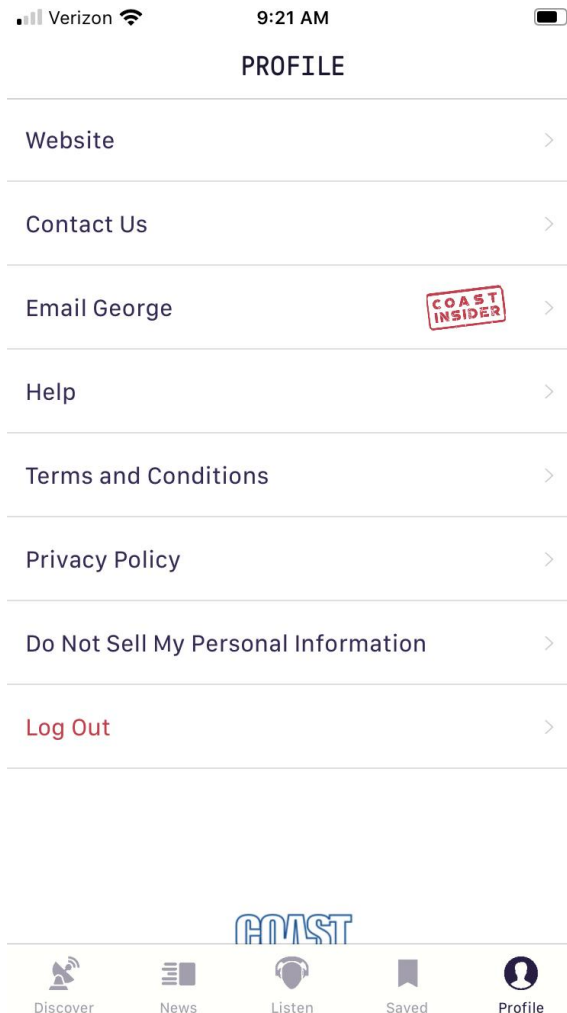 Verizon 9:21 AM
PROFILE
Website
Contact Us
Email George
COAST
INSIDER
Help
Terms and Conditions
Privacy Policy
Do Not Sell My Personal Information
Log Out
COAST
Discover News Listen Saved Profile